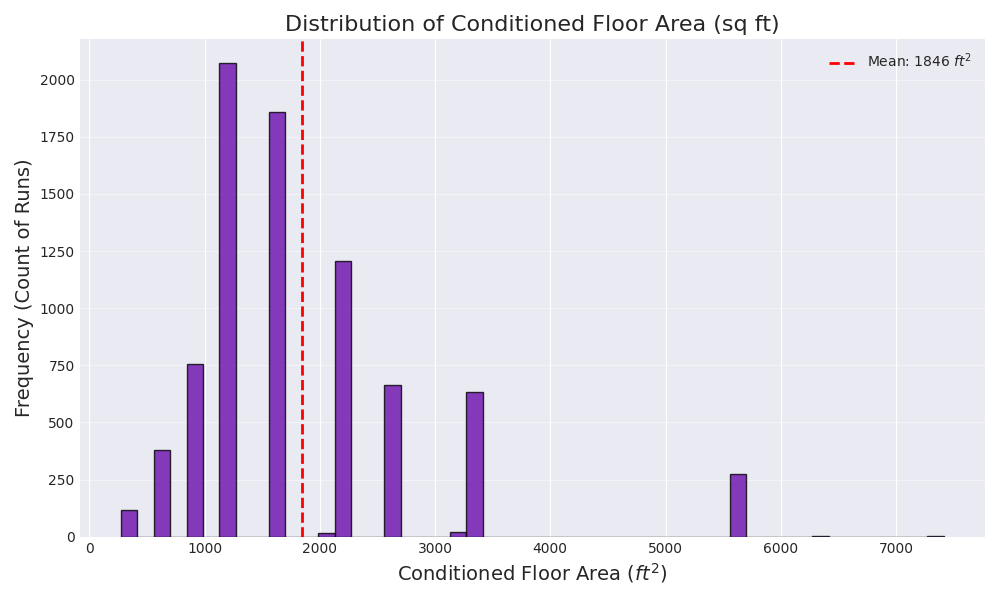 Distribution of Conditioned Floor Area (sq ft)
Mean: 1846 ft²
Frequency (Count of Runs)
2000
1750
1500
1250
1000
750
500
250
0
0 1000 2000 3000 4000 5000 6000 7000
Conditioned Floor Area (ft²)